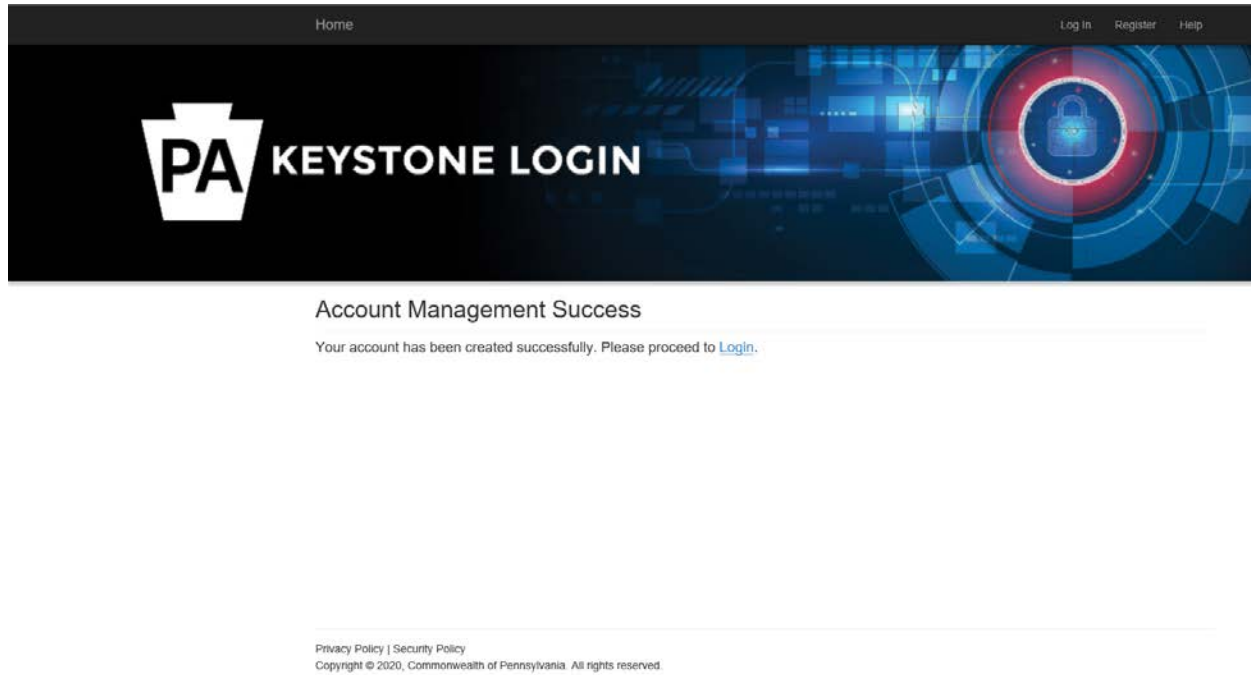 Home Log In Register Help
PA KEYSTONE LOGIN
Account Management Success
Your account has been created successfully. Please proceed to Login.
Privacy Policy | Security Policy
Copyright © 2020, Commonwealth of Pennsylvania. All rights reserved.